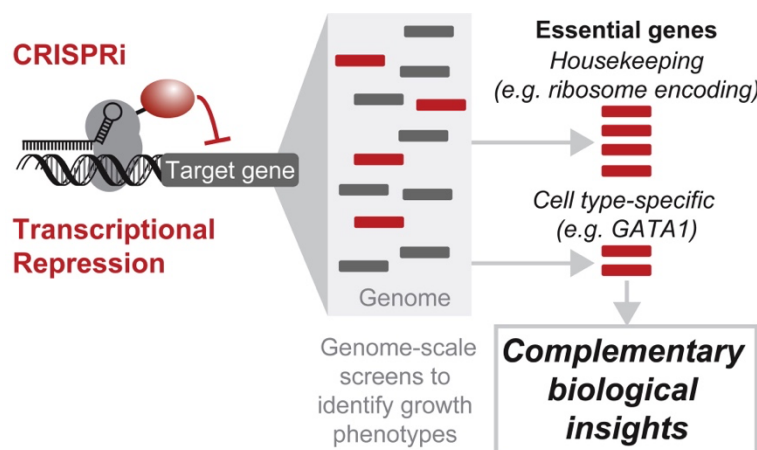 CRISPRi
Target gene
Transcriptional
Repression
Genome
Genome-scale
screens to
identify growth
phenotypes
Essential genes
Housekeeping
(e.g. ribosome encoding)
Cell type-specific
(e.g. GATA1)
Complementary
biological
insights